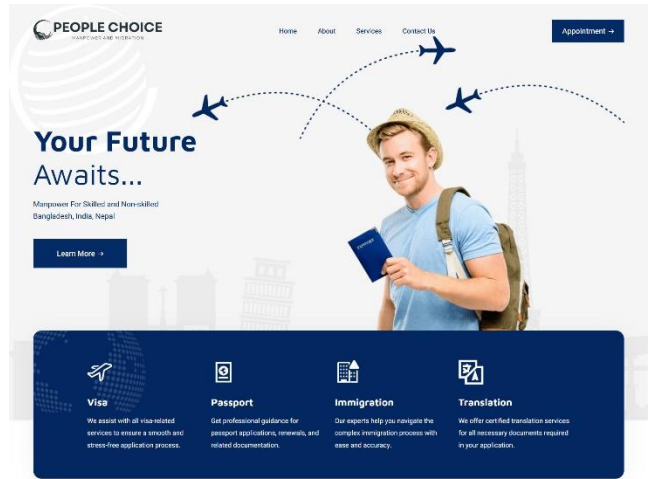 PEOPLE CHOICE
MANPOWER AND MIGRATION
Home About Services Contact Us
Appointment →
Your Future
Awaits...
Manpower For Skilled and Non-skilled
Bangladesh, India, Nepal
Learn More →
PASSPORT
Visa
We assist with all visa-related
services to ensure a smooth and
stress-free application process.
Passport
Get professional guidance for
passport applications, renewals, and
related documentation.
Immigration
Our experts help you navigate the
complex immigration process with
ease and accuracy.
Translation
We offer certified translation services
for all necessary documents required
in your application.